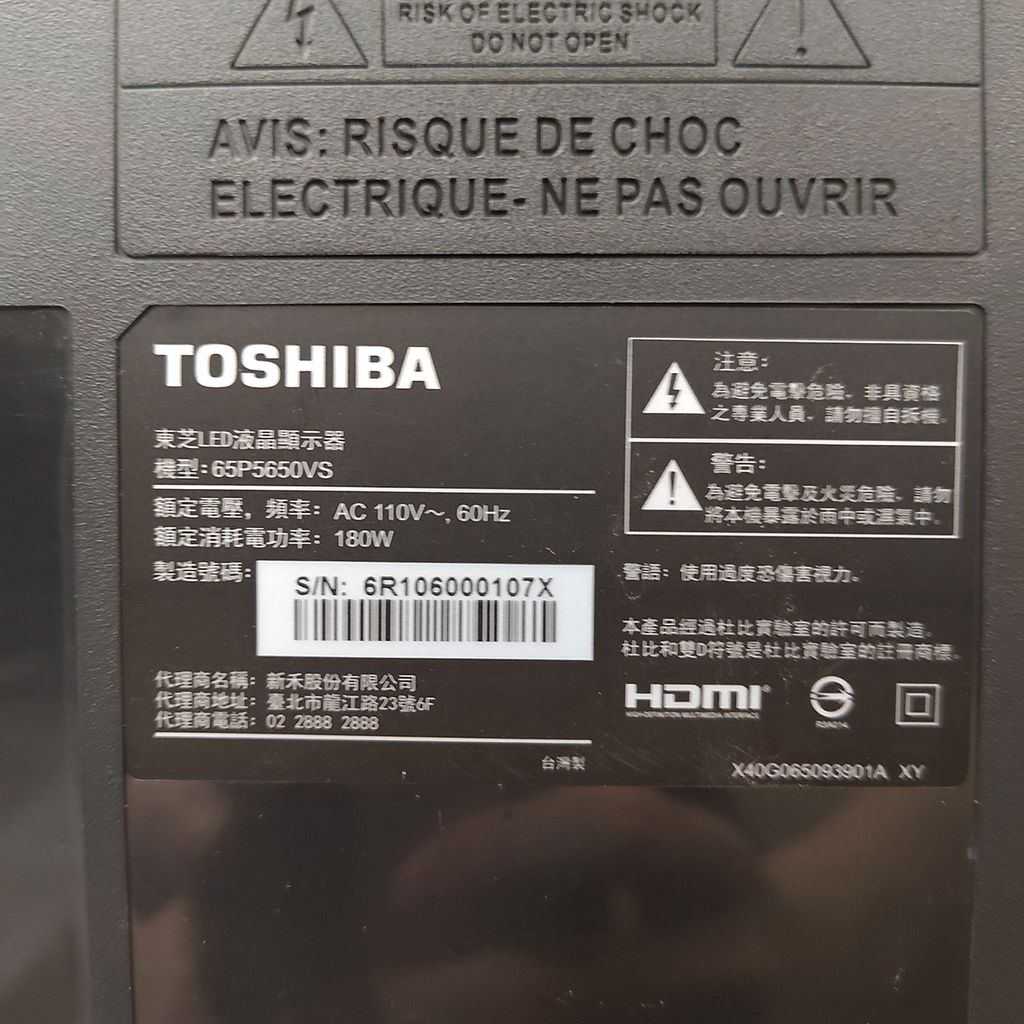 RISK OF ELECTRIC SHOCK
DO NOT OPEN
AVIS: RISQUE DE CHOC
ELECTRIQUE- NE PAS OUVRIR
TOSHIBA
東芝LED液晶顯示器
機型:65P5650VS
額定電壓，頻率： AC 110V～, 60Hz
額定消耗電功率： 180W
製造號碼:
S/N: 6R106000107X
代理商名稱：新禾股份有限公司
代理商地址：臺北市龍江路23號6F
代理商電話：02 2888 2888
台灣製
注意：
為避免電擊危險，非具資格
之專業人員，請勿擅自拆機。
警告：
為避免電擊及火災危險，請勿
將本機暴露於雨中或濕氣中。
警語：使用過度恐傷害視力。
本產品經過杜比實驗室的許可而製造。
杜比和雙D符號是杜比實驗室的註冊商標。
HDMI
HIGH-DEFINITION MULTIMEDIA INTERFACE
X40G065093901A XY